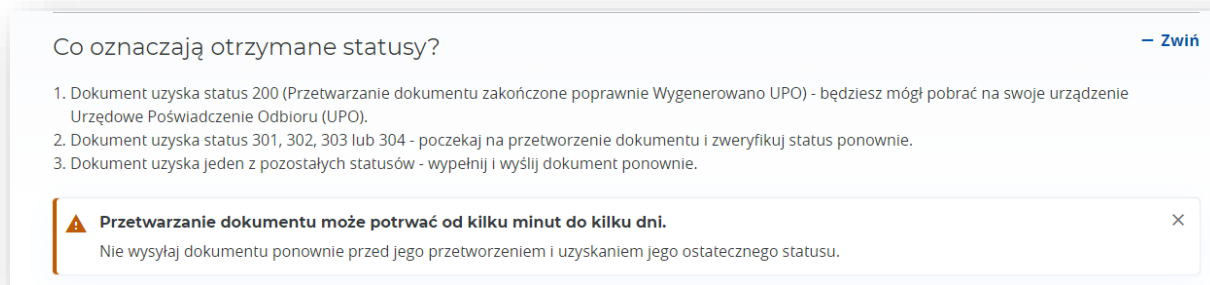 Co oznaczają otrzymane statusy?
− Zwiń
1. Dokument uzyska status 200 (Przetwarzanie dokumentu zakończone poprawnie Wygenerowano UPO) - będziesz mógł pobrać na swoje urządzenie
Urzędowe Poświadczenie Odbioru (UPO).
2. Dokument uzyska status 301, 302, 303 lub 304 - poczekaj na przetworzenie dokumentu i zweryfikuj status ponownie.
3. Dokument uzyska jeden z pozostałych statusów - wypełnij i wyślij dokument ponownie.
Przetwarzanie dokumentu może potrwać od kilku minut do kilku dni.
Nie wysyłaj dokumentu ponownie przed jego przetworzeniem i uzyskaniem jego ostatecznego statusu.